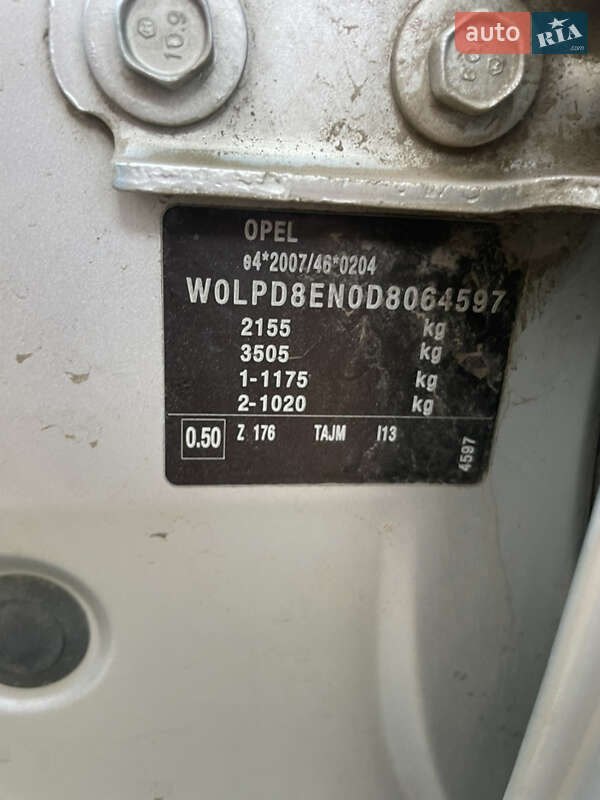 10.9
auto RIA .com
OPEL
e4*2007/46*0204
W0LPD8EN0D8064597
2155 kg
3505 kg
1-1175 kg
2-1020 kg
0.50 Z 176 TAJM I13
4597